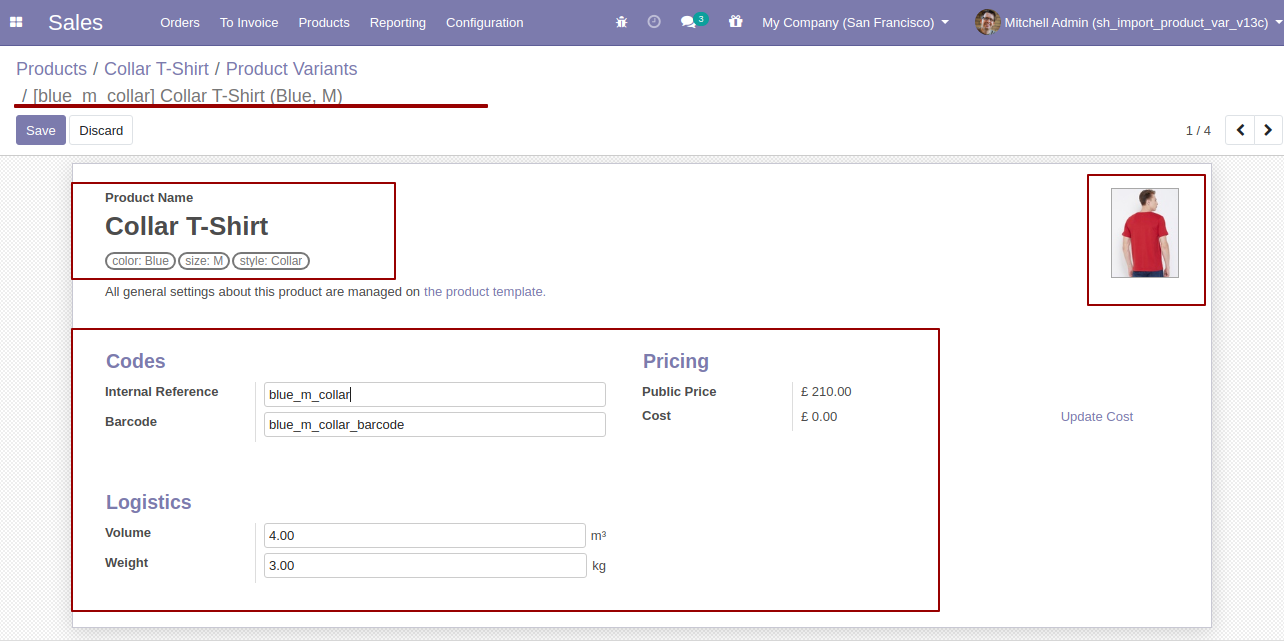 Sales Orders To Invoice Products Reporting Configuration 3 My Company (San Francisco) Mitchell Admin (sh_import_product_var_v13c)
Products / Collar T-Shirt / Product Variants
/ [blue_m_collar] Collar T-Shirt (Blue, M)
Save Discard 1 / 4
Product Name
Collar T-Shirt
color: Blue size: M style: Collar
All general settings about this product are managed on the product template.
Codes Pricing
Internal Reference blue_m_collar Public Price £ 210.00
Barcode blue_m_collar_barcode Cost £ 0.00 Update Cost
Logistics
Volume 4.00 m³
Weight 3.00 kg